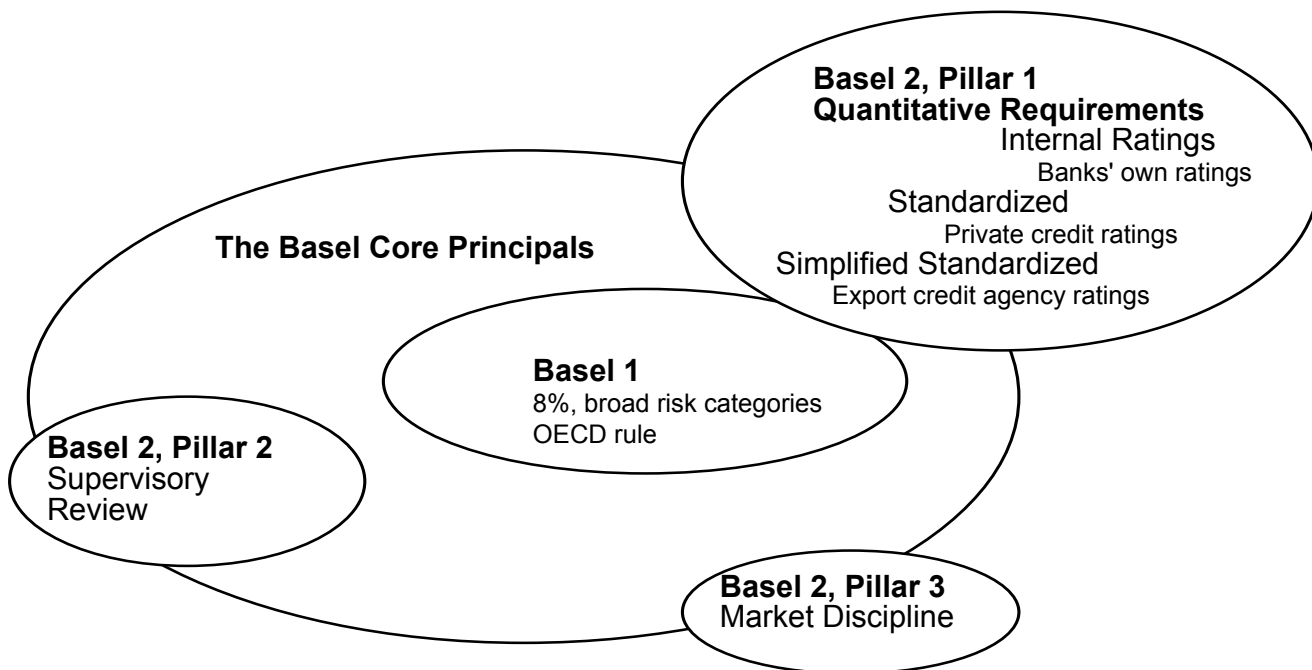 Basel 2, Pillar 1
Quantitative Requirements
Internal Ratings
Banks' own ratings
Standardized
Private credit ratings
Simplified Standardized
Export credit agency ratings
The Basel Core Principals
Basel 1
8%, broad risk categories
OECD rule
Basel 2, Pillar 2
Supervisory
Review
Basel 2, Pillar 3
Market Discipline